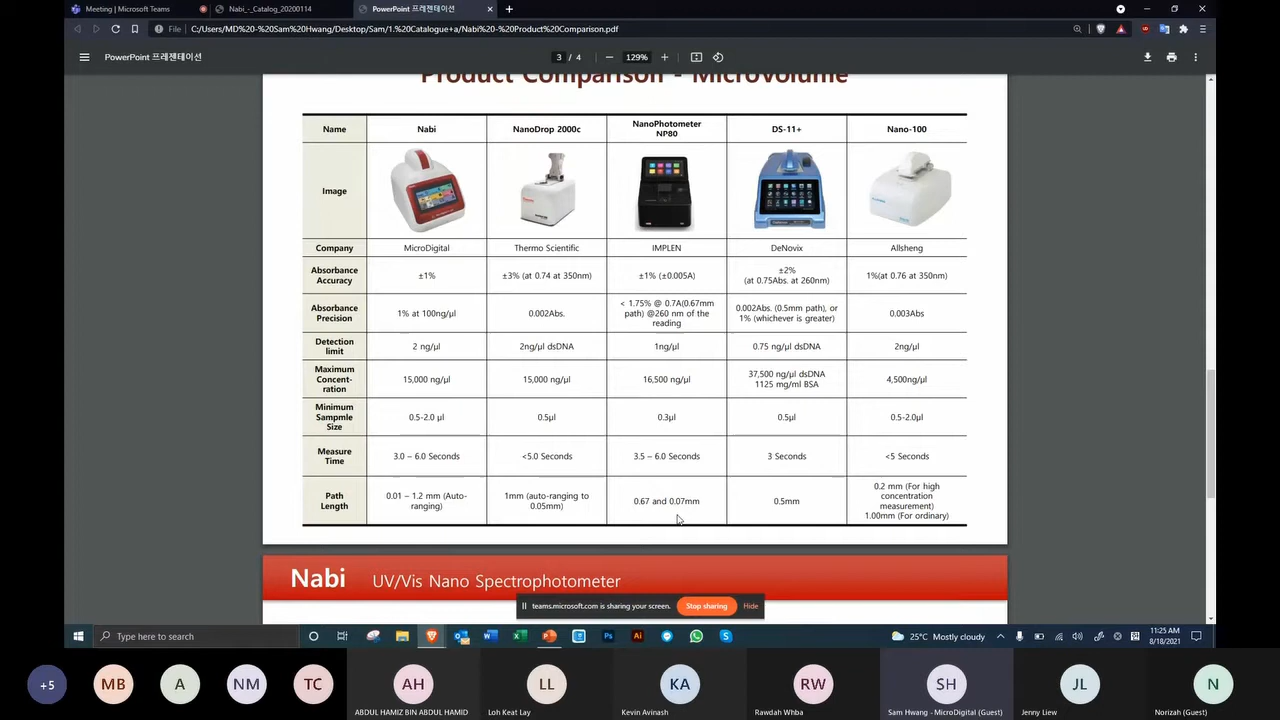 Meeting | Microsoft Teams
Nabi_-_Catalog_20200114
PowerPoint 프레젠테이션
File
C:/Users/MD%20-%20Sam%20Hwang/Desktop/Sam/1.%20Catalogue+a/Nabi%20-%20Product%20Comparison.pdf
PowerPoint 프레젠테이션
3 / 4
129%
Product Comparison - MicroVolume
Name
Nabi
NanoDrop 2000c
NanoPhotometer
NP80
DS-11+
Nano-100
Image
Company
MicroDigital
Thermo Scientific
IMPLEN
DeNovix
Allsheng
Absorbance
Accuracy
±1%
±3% (at 0.74 at 350nm)
±1% (±0.005A)
±2%
(at 0.75Abs. at 260nm)
1%(at 0.76 at 350nm)
Absorbance
Precision
1% at 100ng/μl
0.002Abs.
< 1.75% @ 0.7A(0.67mm
path) @260 nm of the
reading
0.002Abs. (0.5mm path), or
1% (whichever is greater)
0.003Abs
Detection
limit
2 ng/μl
2ng/μl dsDNA
1ng/μl
0.75 ng/μl dsDNA
2ng/μl
Maximum
Concent-
ration
15,000 ng/μl
15,000 ng/μl
16,500 ng/μl
37,500 ng/μl dsDNA
1125 mg/ml BSA
4,500ng/μl
Minimum
Sampmle
Size
0.5-2.0 μl
0.5μl
0.3μl
0.5μl
0.5-2.0μl
Measure
Time
3.0 – 6.0 Seconds
<5.0 Seconds
3.5 – 6.0 Seconds
3 Seconds
<5 Seconds
Path
Length
0.01 – 1.2 mm (Auto-
ranging)
1mm (auto-ranging to
0.05mm)
0.67 and 0.07mm
0.5mm
0.2 mm (For high
concentration
measurement)
1.00mm (For ordinary)
Nabi
UV/Vis Nano Spectrophotometer
teams.microsoft.com is sharing your screen.
Stop sharing
Hide
Type here to search
25°C Mostly cloudy
11:25 AM
8/18/2021
+5
MB
A
NM
TC
AH
LL
KA
RW
SH
JL
N
ABDUL HAMIZ BIN ABDUL HAMID
Loh Keat Lay
Kevin Avinash
Rawdah Whba
Sam Hwang - MicroDigital (Guest)
Jenny Liew
Norizah (Guest)